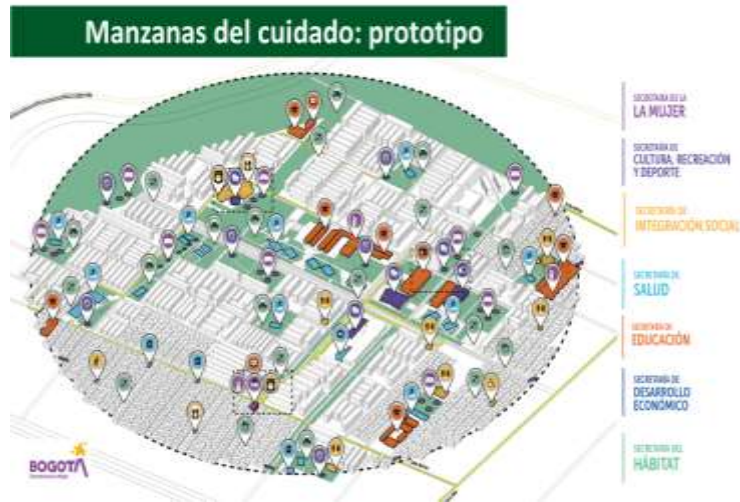 Manzanas del cuidado: prototipo
SECRETARÍA DE LA
LA MUJER
SECRETARÍA DE
CULTURA, RECREACIÓN
Y DEPORTE
SECRETARÍA DE
INTEGRACIÓN SOCIAL
SECRETARÍA DE
SALUD
SECRETARÍA DE
EDUCACIÓN
SECRETARÍA DE
DESARROLLO
ECONÓMICO
SECRETARÍA DEL
HÁBITAT
BOGOTÁ